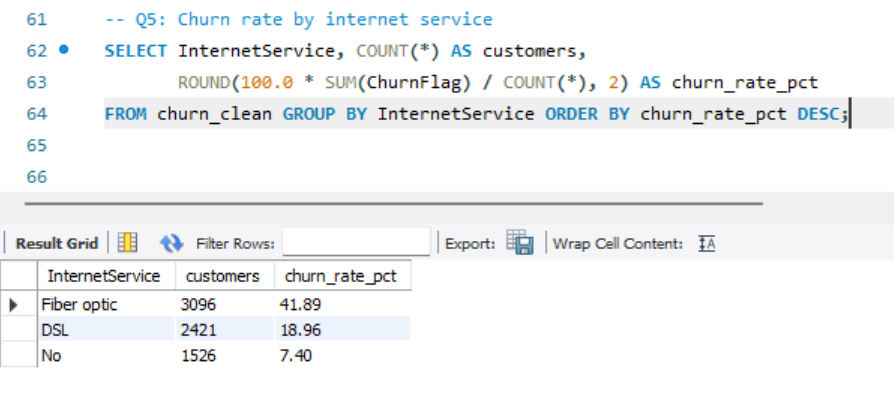 61 -- Q5: Churn rate by internet service
62 SELECT InternetService, COUNT(*) AS customers,
63 ROUND(100.0 * SUM(ChurnFlag) / COUNT(*), 2) AS churn_rate_pct
64 FROM churn_clean GROUP BY InternetService ORDER BY churn_rate_pct DESC;
65
66
Result Grid Filter Rows: Export: Wrap Cell Content: IA
InternetService customers churn_rate_pct
Fiber optic 3096 41.89
DSL 2421 18.96
No 1526 7.40